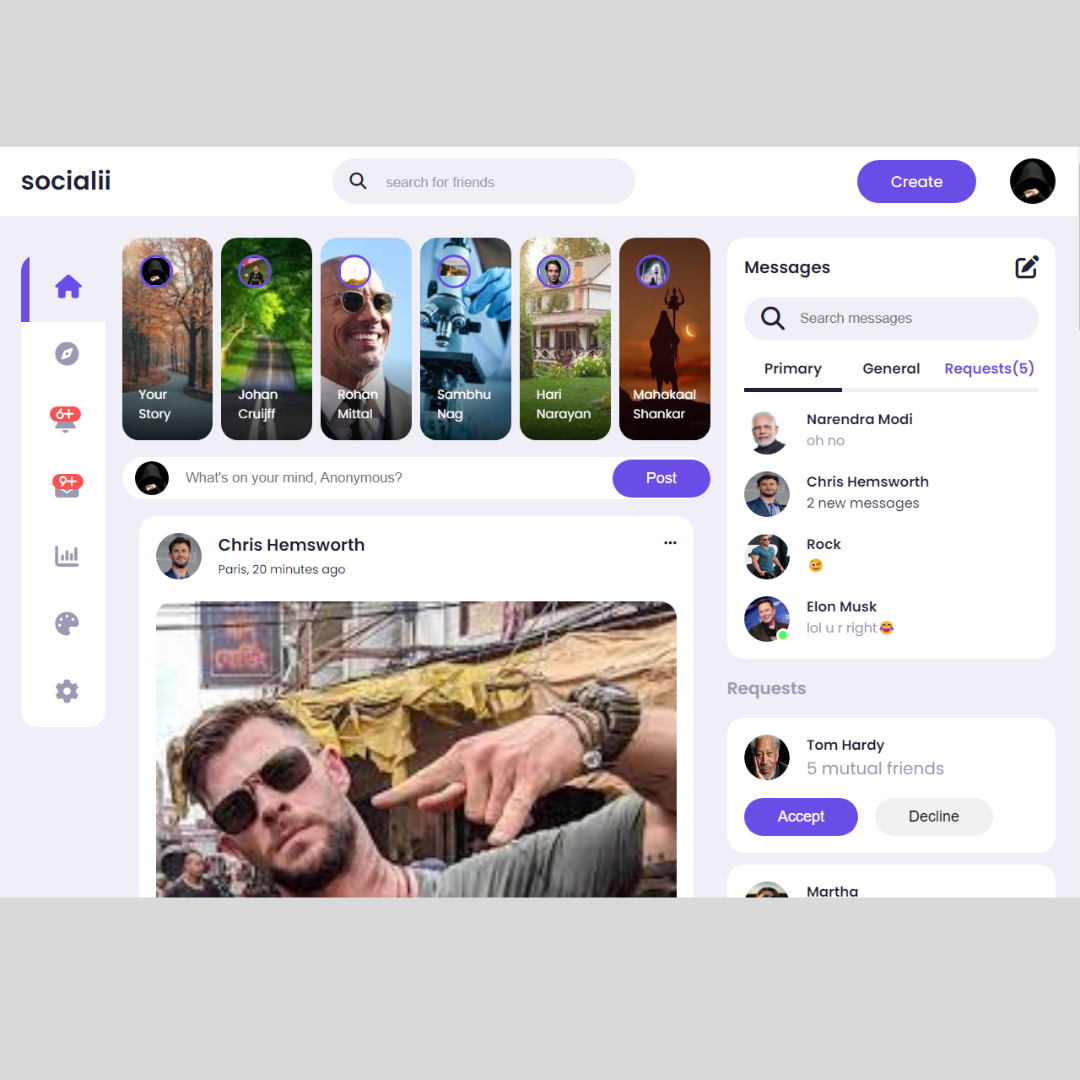 socialii
search for friends
Create
Your
Story
Johan
Cruijff
Rohan
Mittal
Sambhu
Nag
Hari
Narayan
Mahakaal
Shankar
What's on your mind, Anonymous?
Post
Chris Hemsworth
Paris, 20 minutes ago
6+
9+
Messages
Search messages
Primary
General
Requests(5)
Narendra Modi
oh no
Chris Hemsworth
2 new messages
Rock
😉
Elon Musk
lol u r right😂
Requests
Tom Hardy
5 mutual friends
Accept
Decline
Martha